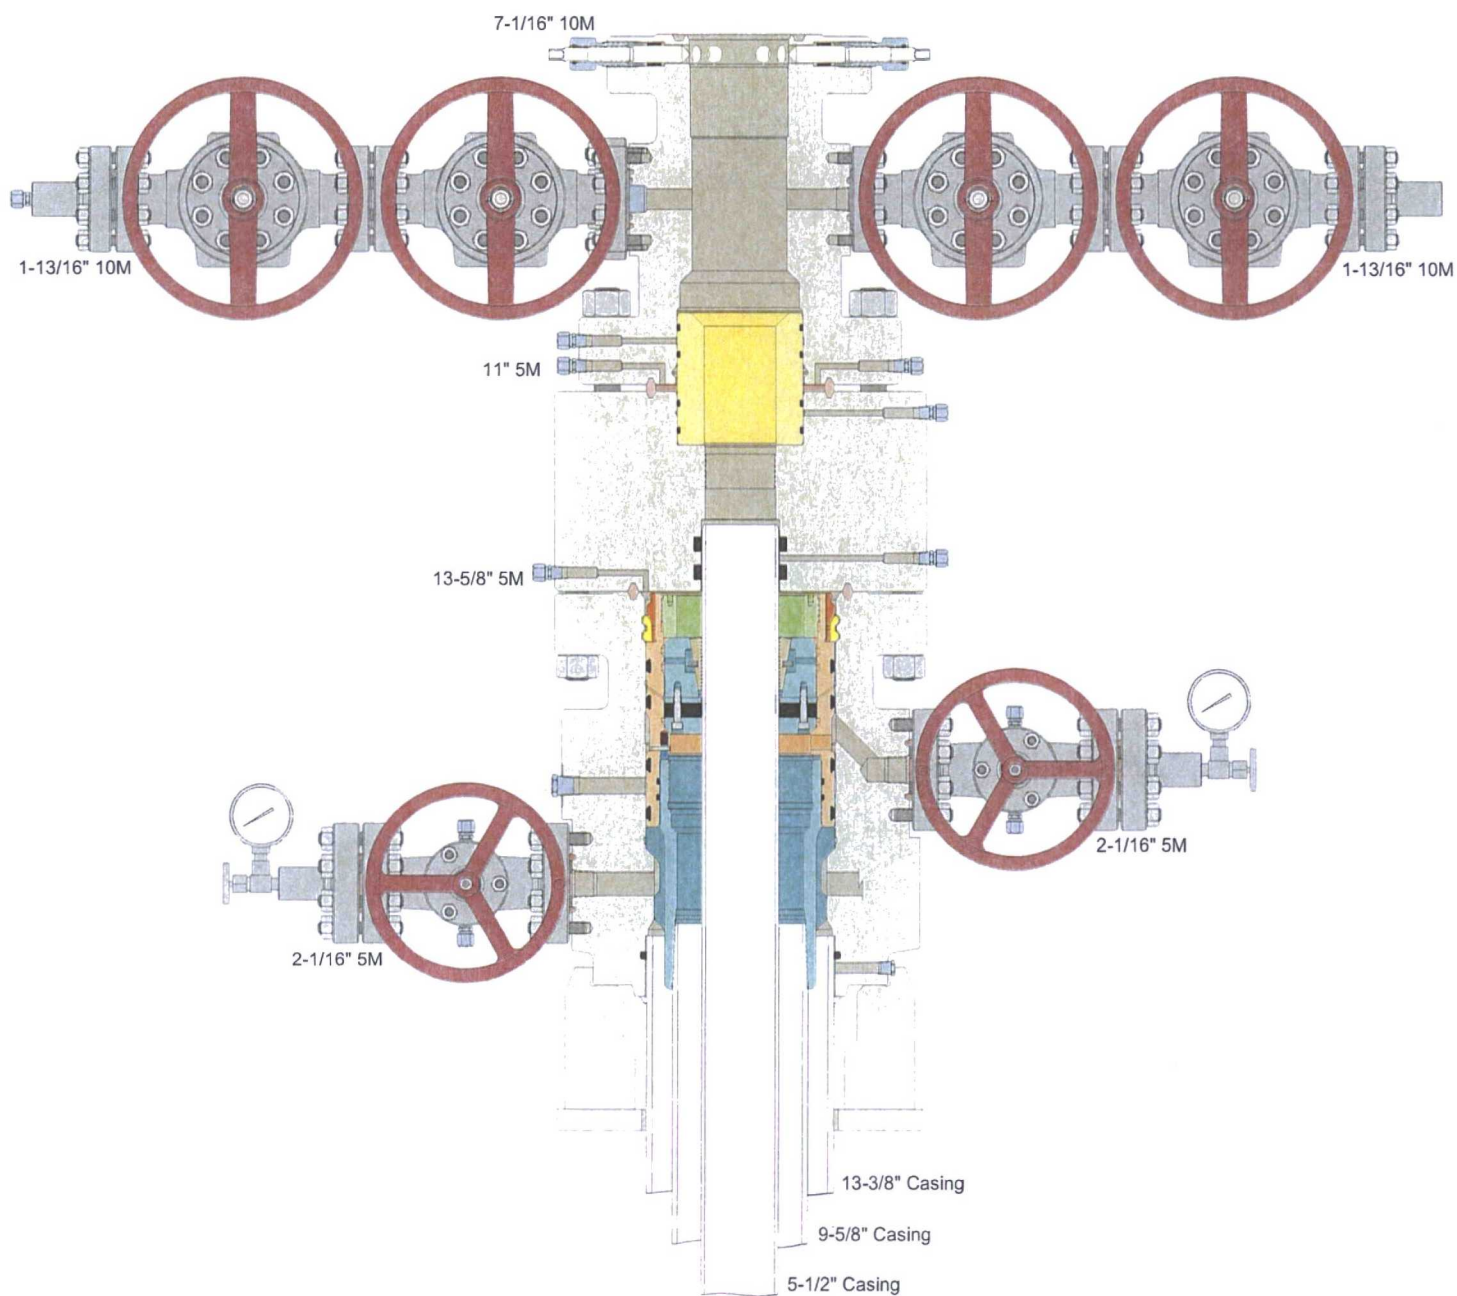 7-1/16" 10M
1-13/16" 10M
1-13/16" 10M
11" 5M
13-5/8" 5M
2-1/16" 5M
2-1/16" 5M
13-3/8" Casing
9-5/8" Casing
5-1/2" Casing